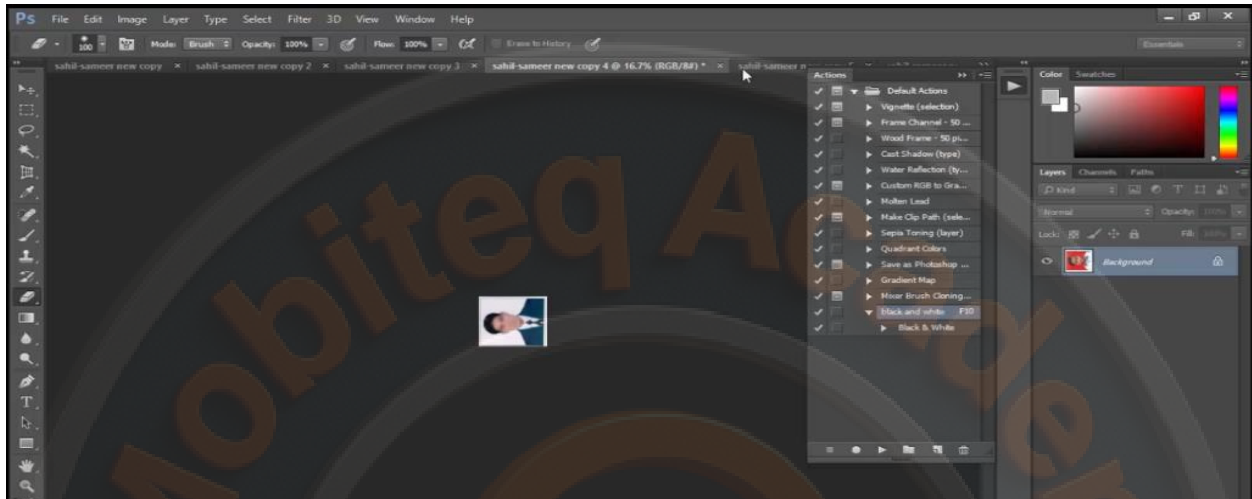 Ps File Edit Image Layer Type Select Filter 3D View Window Help
100 Mode: Brush Opacity: 100% Flow: 100% Erase to History Essentials
sahil-sameer new copy × sahil-sameer new copy 2 × sahil-sameer new copy 3 × sahil-sameer new copy 4 @ 16.7% (RGB/8#) * × sahil-sameer
Actions
Default Actions
Vignette (selection)
Frame Channel - 50 ...
Wood Frame - 50 pi...
Cast Shadow (type)
Water Reflection (ty...
Custom RGB to Gra...
Molten Lead
Make Clip Path (sele...
Sepia Toning (layer)
Quadrant Colors
Save as Photoshop ...
Gradient Map
Mixer Brush Cloning...
black and white F10
Black & White
Color Swatches
Layers Channels Paths
Kind
Normal Opacity: 100%
Lock: Fill: 100%
Background
Mobiteq Academ